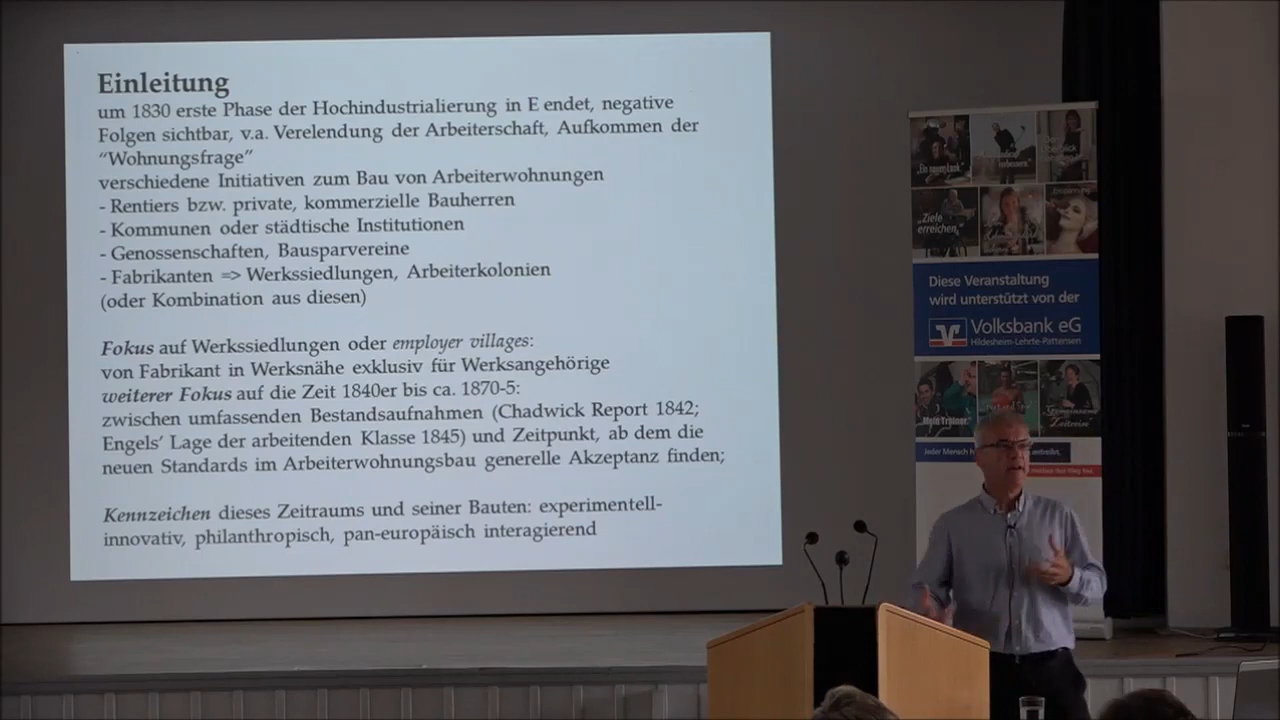 Einleitung
um 1830 erste Phase der Hochindustrialierung in E endet, negative
Folgen sichtbar, v.a. Verelendung der Arbeiterschaft, Aufkommen der
“Wohnungsfrage”
verschiedene Initiativen zum Bau von Arbeiterwohnungen
- Rentiers bzw. private, kommerzielle Bauherren
- Kommunen oder städtische Institutionen
- Genossenschaften, Bausparvereine
- Fabrikanten => Werkssiedlungen, Arbeiterkolonien
(oder Kombination aus diesen)
Fokus auf Werkssiedlungen oder employer villages:
von Fabrikant in Werksnähe exklusiv für Werksangehörige
weiterer Fokus auf die Zeit 1840er bis ca. 1870-5:
zwischen umfassenden Bestandsaufnahmen (Chadwick Report 1842;
Engels’ Lage der arbeitenden Klasse 1845) und Zeitpunkt, ab dem die
neuen Standards im Arbeiterwohnungsbau generelle Akzeptanz finden;
Kennzeichen dieses Zeitraums und seiner Bauten: experimentell-
innovativ, philanthropisch, pan-europäisch interagierend
„Ziele
erreichen.“
Diese Veranstaltung
wird unterstützt von der
Volksbank eG
Hildesheim-Lehrte-Pattensen
„Mein Trainer.“
Jeder Mensch